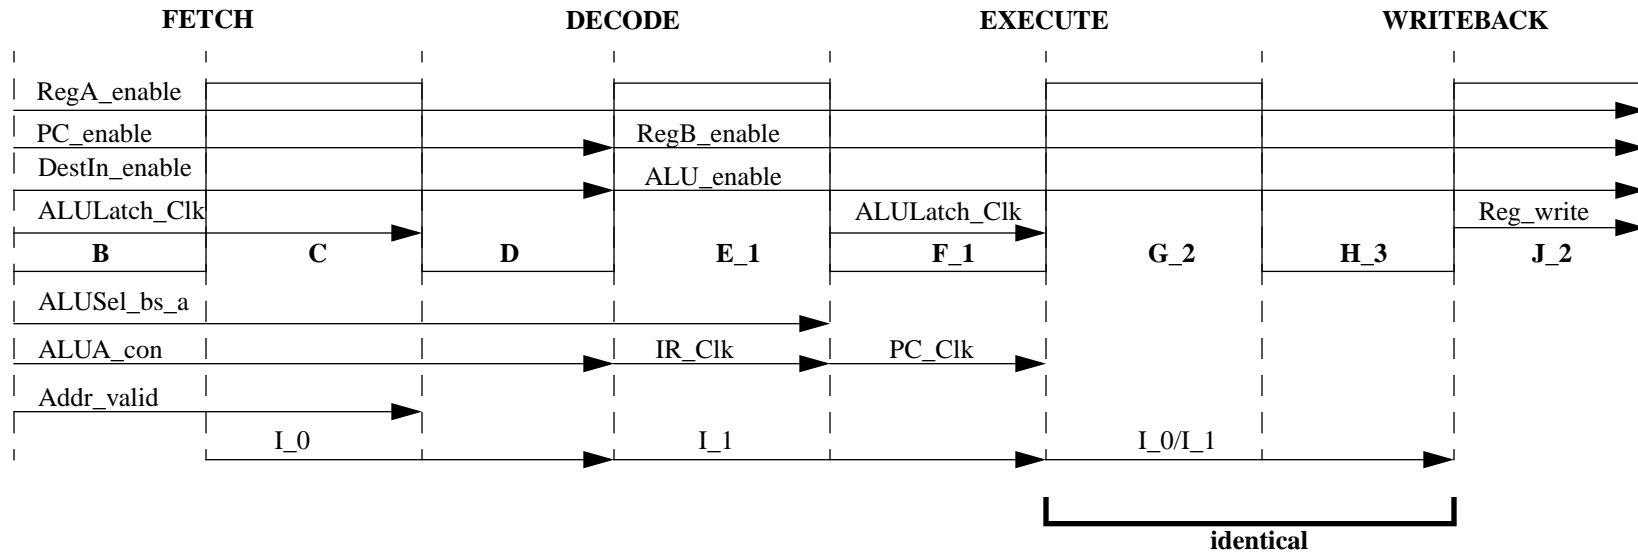 FETCH DECODE EXECUTE WRITEBACK
RegA_enable
PC_enable RegB_enable
DestIn_enable ALU_enable
ALULatch_Clk ALULatch_Clk Reg_write
B C D E_1 F_1 G_2 H_3 J_2
ALUSel_bs_a
ALUA_con IR_Clk PC_Clk
Addr_valid
I_0 I_1 I_0/I_1
identical